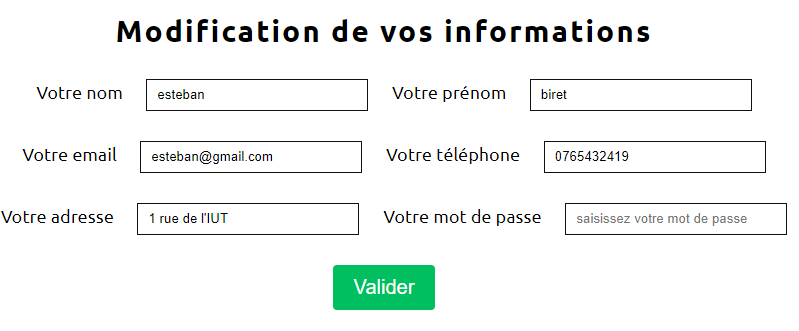 Modification de vos informations
Votre nom esteban Votre prénom biret
Votre email esteban@gmail.com Votre téléphone 0765432419
Votre adresse 1 rue de l'IUT Votre mot de passe saisissez votre mot de passe
Valider